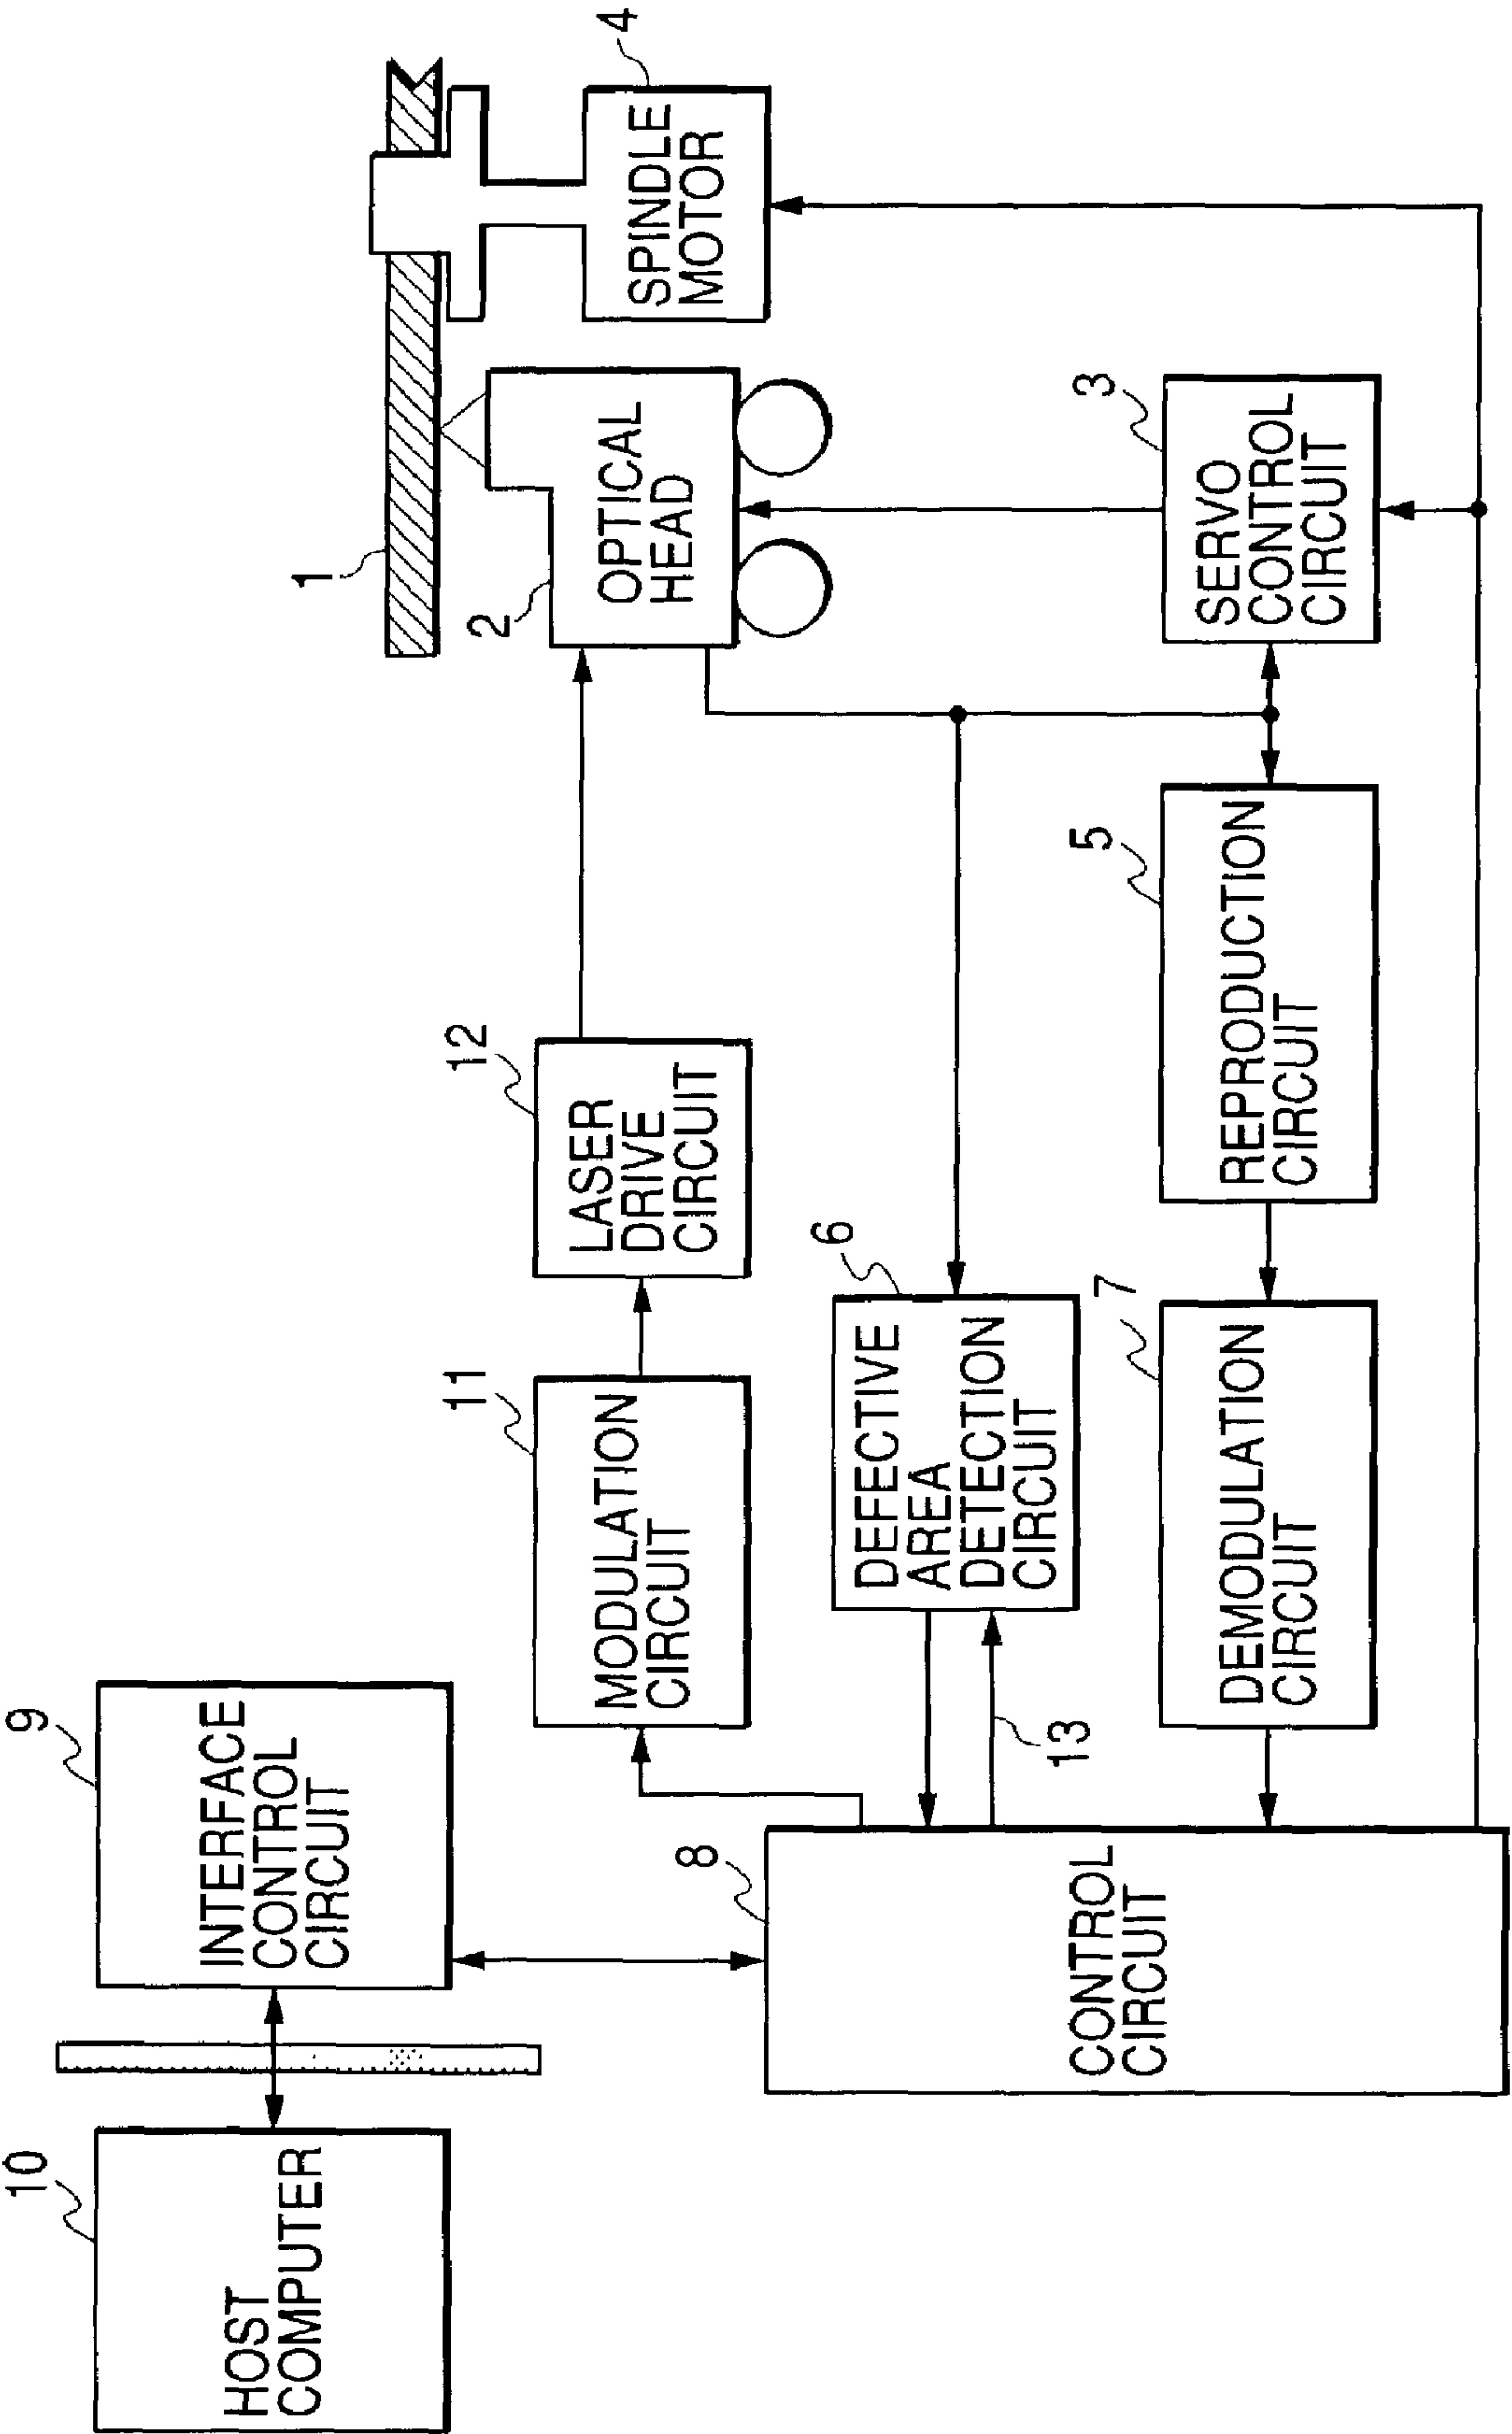 10
HOST
COMPUTER
9
INTERFACE
CONTROL
CIRCUIT
8
CONTROL
CIRCUIT
11
MODULATION
CIRCUIT
12
LASER
DRIVE
CIRCUIT
6
DEFECTIVE
AREA
DETECTION
CIRCUIT
13
7
DEMODULATION
CIRCUIT
5
REPRODUCTION
CIRCUIT
3
SERVO
CONTROL
CIRCUIT
1
2
OPTICAL
HEAD
4
SPINDLE
MOTOR